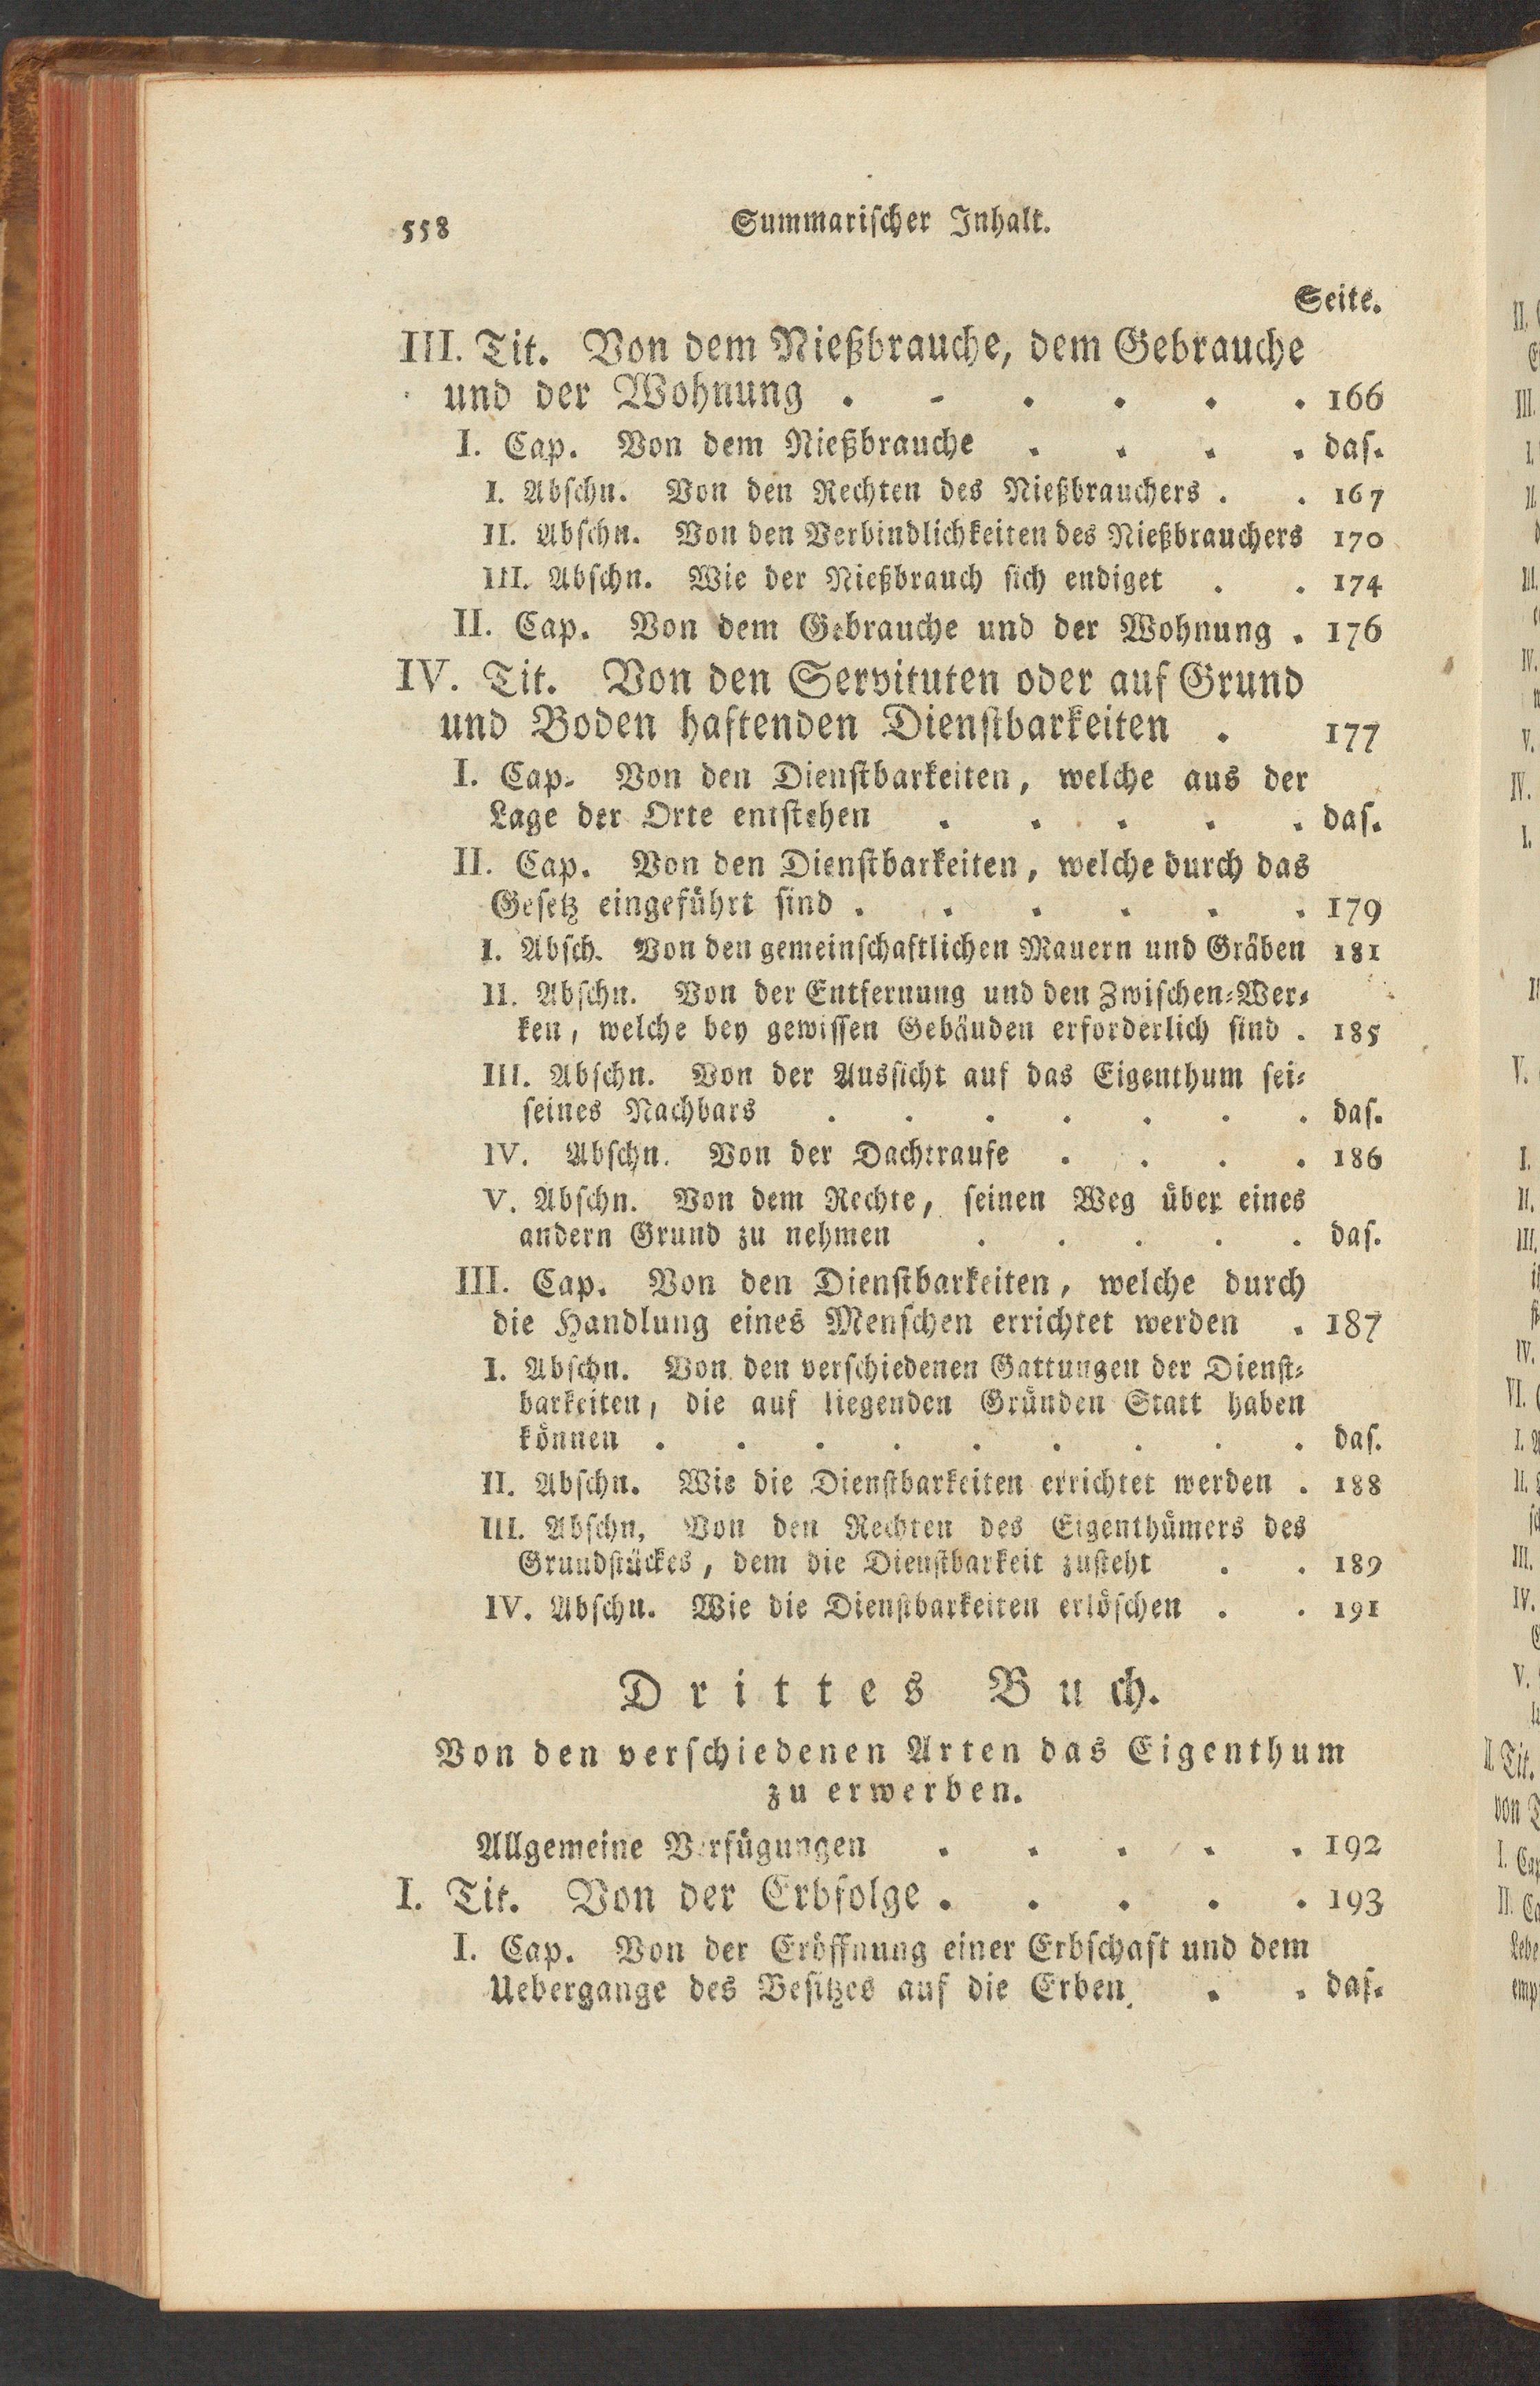 558 Summarischer Inhalt.
Seite.
III. Tit. Von dem Nießbrauche, dem Gebrauche
und der Wohnung . - . . . . 166
I. Cap. Von dem Nießbrauche . . . . das.
I. Abschn. Von den Rechten des Nießbrauchers . . 167
II. Abschn. Von den Verbindlichkeiten des Nießbrauchers 170
III. Abschn. Wie der Nießbrauch sich endiget . . 174
II. Cap. Von dem Gebrauche und der Wohnung . 176
IV. Tit. Von den Servituten oder auf Grund
und Boden haftenden Dienstbarkeiten . 177
I. Cap. Von den Dienstbarkeiten, welche aus der
Lage der Orte entstehen . . . . . das.
II. Cap. Von den Dienstbarkeiten, welche durch das
Gesetz eingeführt sind . . . . . . 179
I. Absch. Von den gemeinschaftlichen Mauern und Gräben 181
II. Abschn. Von der Entfernung und den Zwischen-Wer-
ken, welche bey gewissen Gebäuden erforderlich sind . 185
III. Abschn. Von der Aussicht auf das Eigenthum sei-
seines Nachbars . . . . . . . das.
IV. Abschn. Von der Dachtraufe . . . . 186
V. Abschn. Von dem Rechte, seinen Weg über eines
andern Grund zu nehmen . . . . . das.
III. Cap. Von den Dienstbarkeiten, welche durch
die Handlung eines Menschen errichtet werden . 187
I. Abschn. Von den verschiedenen Gattungen der Dienst-
barkeiten, die auf liegenden Gründen Statt haben
können . . . . . . . . . das.
II. Abschn. Wie die Dienstbarkeiten errichtet werden . 188
III. Abschn, Von den Rechten des Eigenthümers des
Grundstückes, dem die Dienstbarkeit zusteht . . 189
IV. Abschn. Wie die Dienstbarkeiten erlöschen . . 191
Drittes Buch.
Von den verschiedenen Arten das Eigenthum
zu erwerben.
Allgemeine Verfügungen . . . . . 192
I. Tit. Von der Erbfolge . . . . . 193
I. Cap. Von der Eröffnung einer Erbschaft und dem
Uebergange des Besitzes auf die Erben . . das.